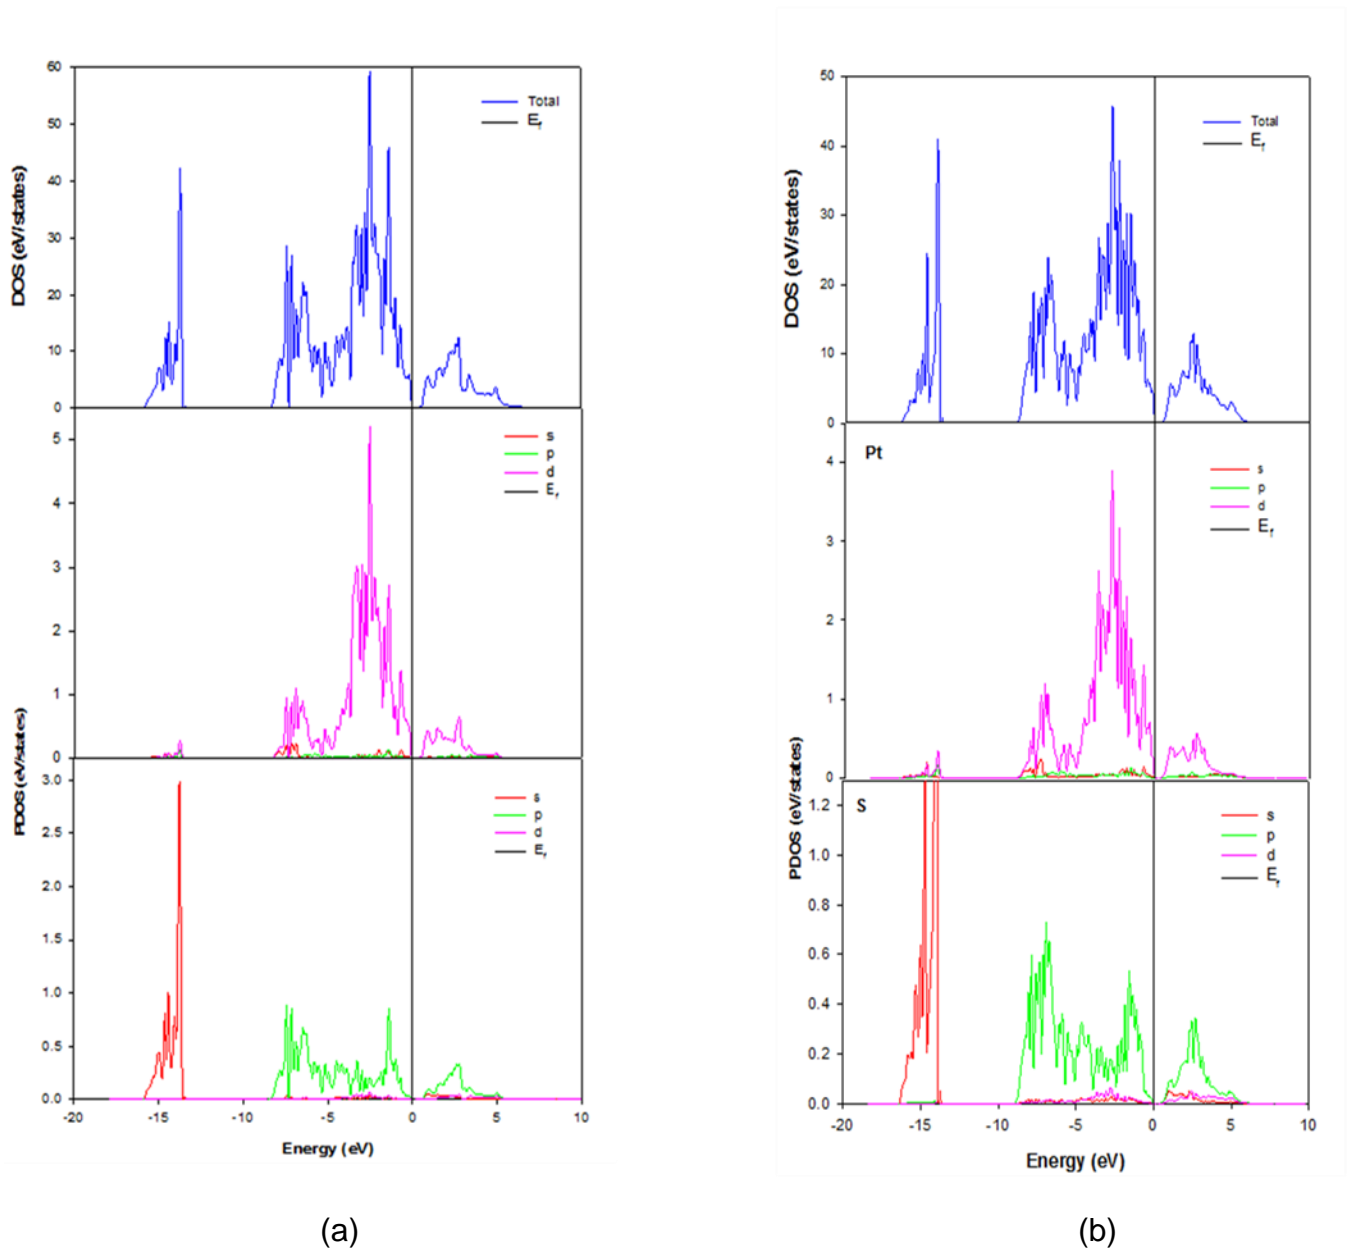 60
50
40
30
20
10
0
DOS (eV/states)
Total
Ef
5
4
3
2
1
0
s
p
d
Ef
PDOS (eV/states)
3.0
2.5
2.0
1.5
1.0
0.5
0.0
s
p
d
Ef
-20 -15 -10 -5 0 5 10
Energy (eV)
(a)
50
40
30
20
10
0
DOS (eV/states)
Total
Ef
Pt
4
3
2
1
0
s
p
d
Ef
PDOS (eV/states)
S
1.2
1.0
0.8
0.6
0.4
0.2
0.0
s
p
d
Ef
-20 -15 -10 -5 0 5 10
Energy (eV)
(b)